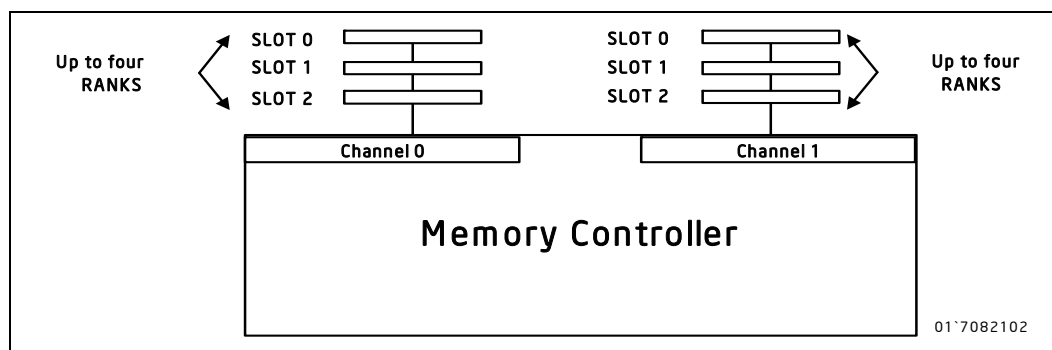 Up to four
RANKS
SLOT 0
SLOT 1
SLOT 2
SLOT 0
SLOT 1
SLOT 2
Up to four
RANKS
Channel 0
Channel 1
Memory Controller
01`7082102